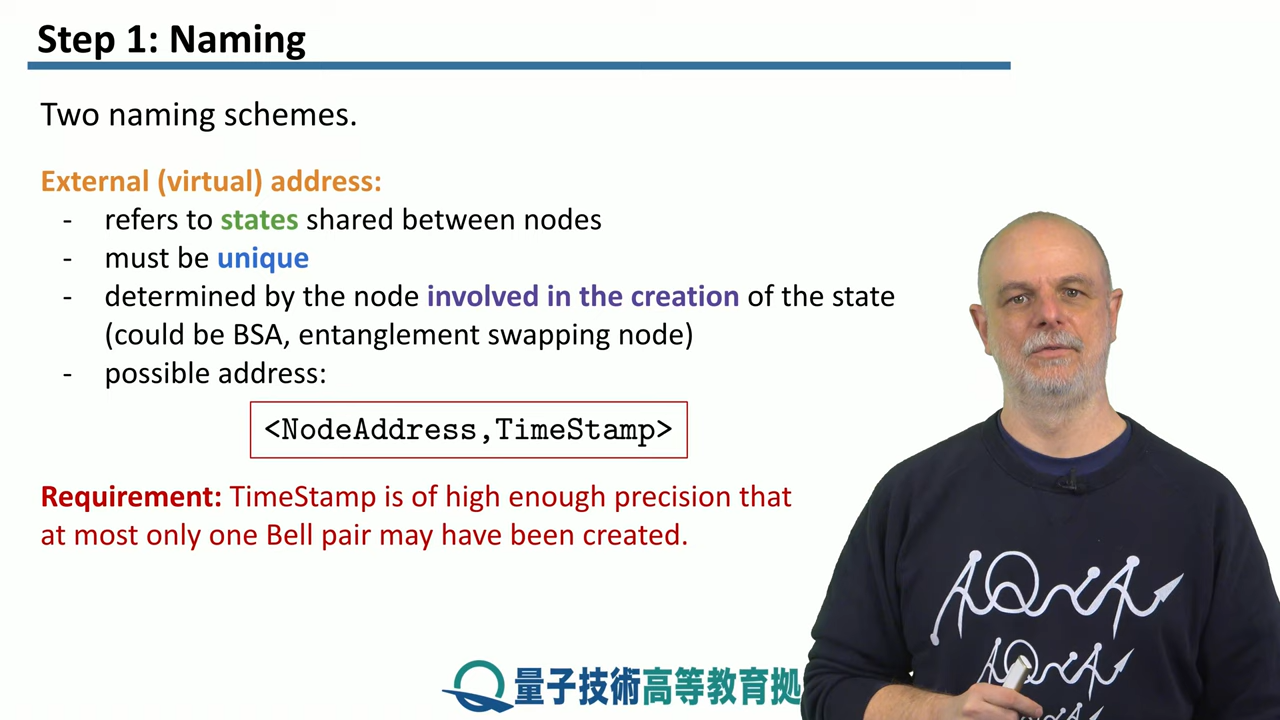 Step 1: Naming
Two naming schemes.
External (virtual) address:
- refers to states shared between nodes
- must be unique
- determined by the node involved in the creation of the state
(could be BSA, entanglement swapping node)
- possible address:
<NodeAddress,TimeStamp>
Requirement: TimeStamp is of high enough precision that
at most only one Bell pair may have been created.
量子技術高等教育拠